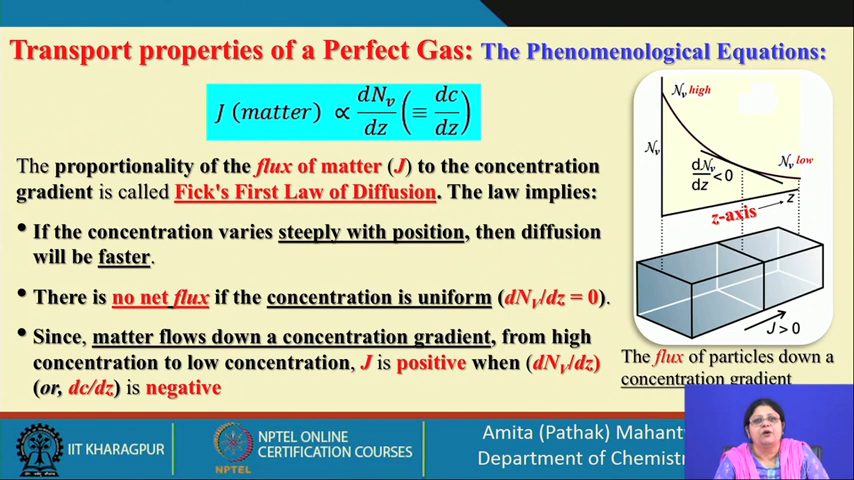 Transport properties of a Perfect Gas: The Phenomenological Equations:
J (matter) ∝ dN_v/dz (≡ dc/dz)
The proportionality of the flux of matter (J) to the concentration
gradient is called Fick's First Law of Diffusion. The law implies:
• If the concentration varies steeply with position, then diffusion
will be faster.
• There is no net flux if the concentration is uniform (dN_V/dz = 0).
• Since, matter flows down a concentration gradient, from high
concentration to low concentration, J is positive when (dN_V/dz)
(or, dc/dz) is negative
𝒩_v high
𝒩_v
d𝒩_v/dz < 0
𝒩_v low
z
z-axis
J > 0
The flux of particles down a
concentration gradient
IIT KHARAGPUR
NPTEL
NPTEL ONLINE
CERTIFICATION COURSES
Amita (Pathak)
Department of